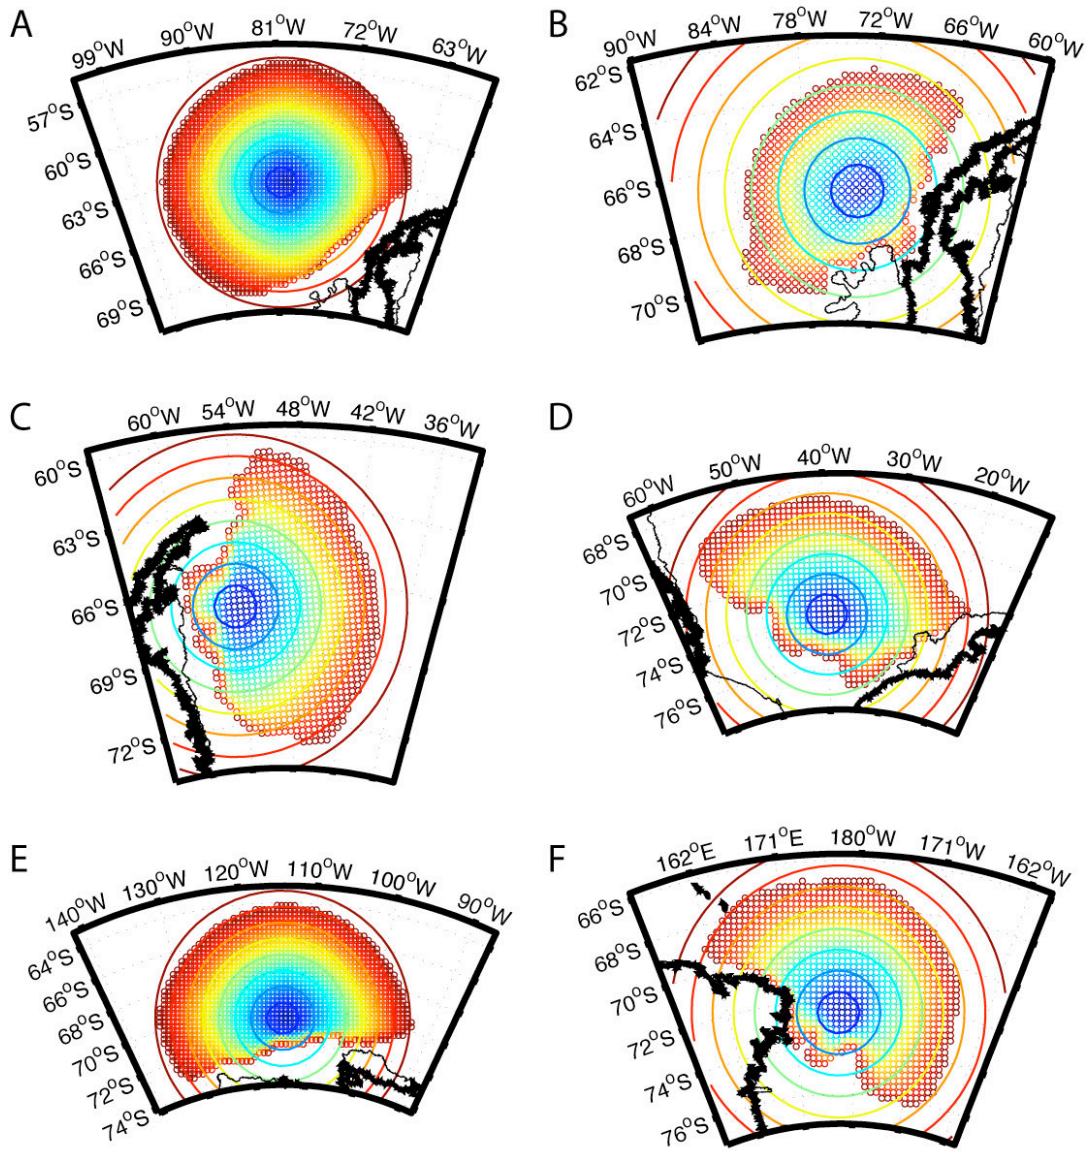 A
99°W 90°W 81°W 72°W 63°W
57°S
60°S
63°S
66°S
69°S
B
90°W 84°W 78°W 72°W 66°W 60°W
62°S
64°S
66°S
68°S
70°S
C
60°W 54°W 48°W 42°W 36°W
60°S
63°S
66°S
69°S
72°S
D
60°W 50°W 40°W 30°W 20°W
68°S
70°S
72°S
74°S
76°S
E
140°W 130°W 120°W 110°W 100°W 90°W
64°S
66°S
68°S
70°S
72°S
74°S
F
162°E 171°E 180°W 171°W 162°W
66°S
68°S
70°S
72°S
74°S
76°S